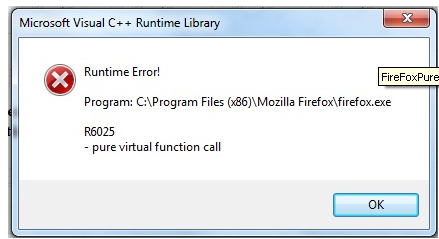 Microsoft Visual C++ Runtime Library
Runtime Error!
FireFoxPure
Program: C:\Program Files (x86)\Mozilla Firefox\firefox.exe
R6025
- pure virtual function call
OK